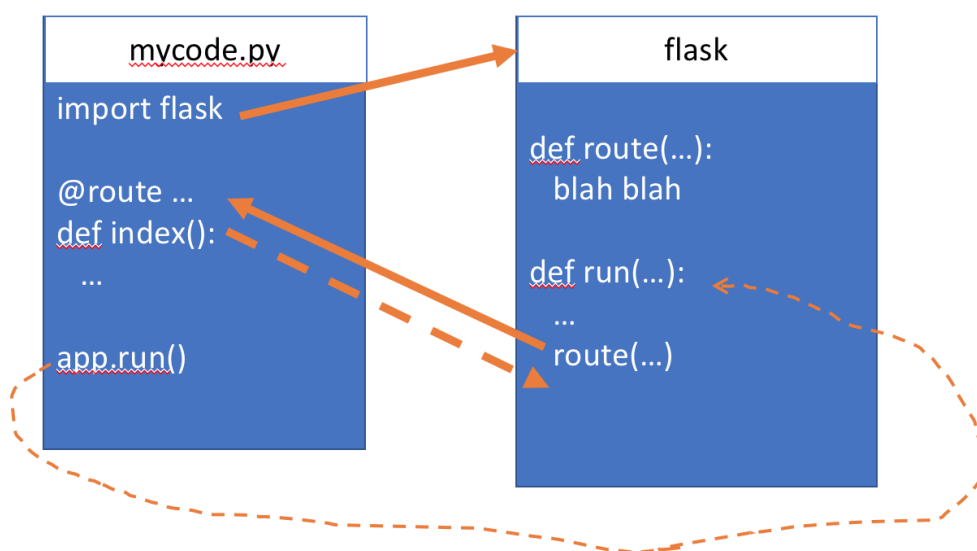 mycode.py
import flask
@route ...
def index():
...
app.run()
flask
def route(...):
blah blah
def run(...):
...
route(...)